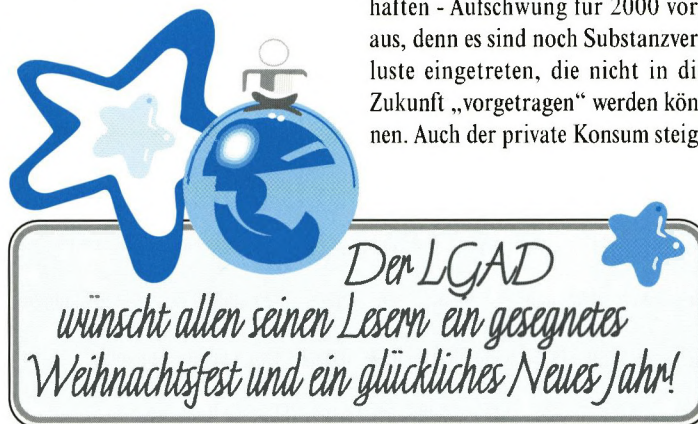 haften - Aufschwung für 2000 vor
aus, denn es sind noch Substanzver
luste eingetreten, die nicht in di
Zukunft „vorgetragen“ werden kön
nen. Auch der private Konsum steig
Der LGAD
wünscht allen seinen Lesern ein gesegnetes
Weihnachtsfest und ein glückliches Neues Jahr!